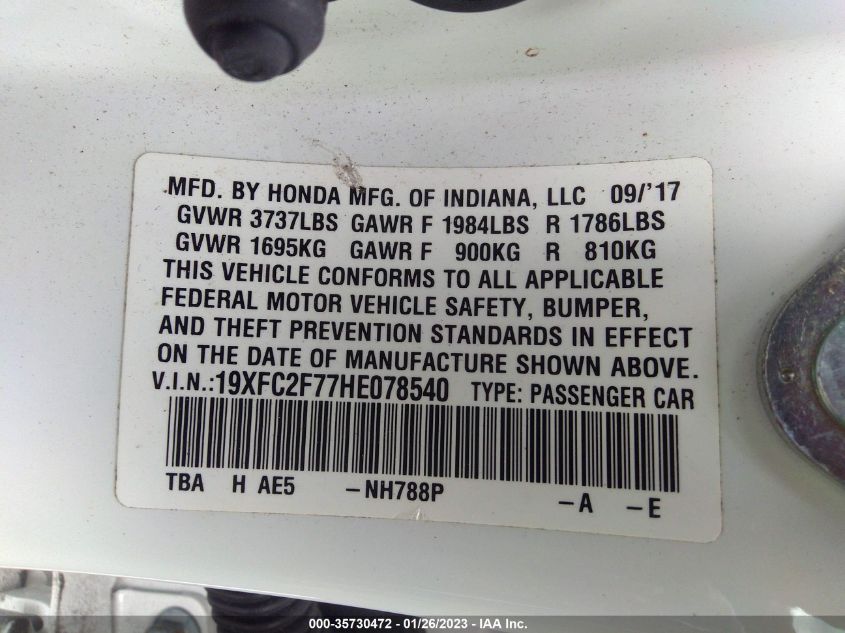 MFD. BY HONDA MFG. OF INDIANA, LLC 09/'17
GVWR 3737LBS GAWR F 1984LBS R 1786LBS
GVWR 1695KG GAWR F 900KG R 810KG
THIS VEHICLE CONFORMS TO ALL APPLICABLE
FEDERAL MOTOR VEHICLE SAFETY, BUMPER,
AND THEFT PREVENTION STANDARDS IN EFFECT
ON THE DATE OF MANUFACTURE SHOWN ABOVE.
V.I.N.:19XFC2F77HE078540 TYPE: PASSENGER CAR
TBA H AE5 -NH788P -A -E
000-35730472 - 01/26/2023 - IAA Inc.